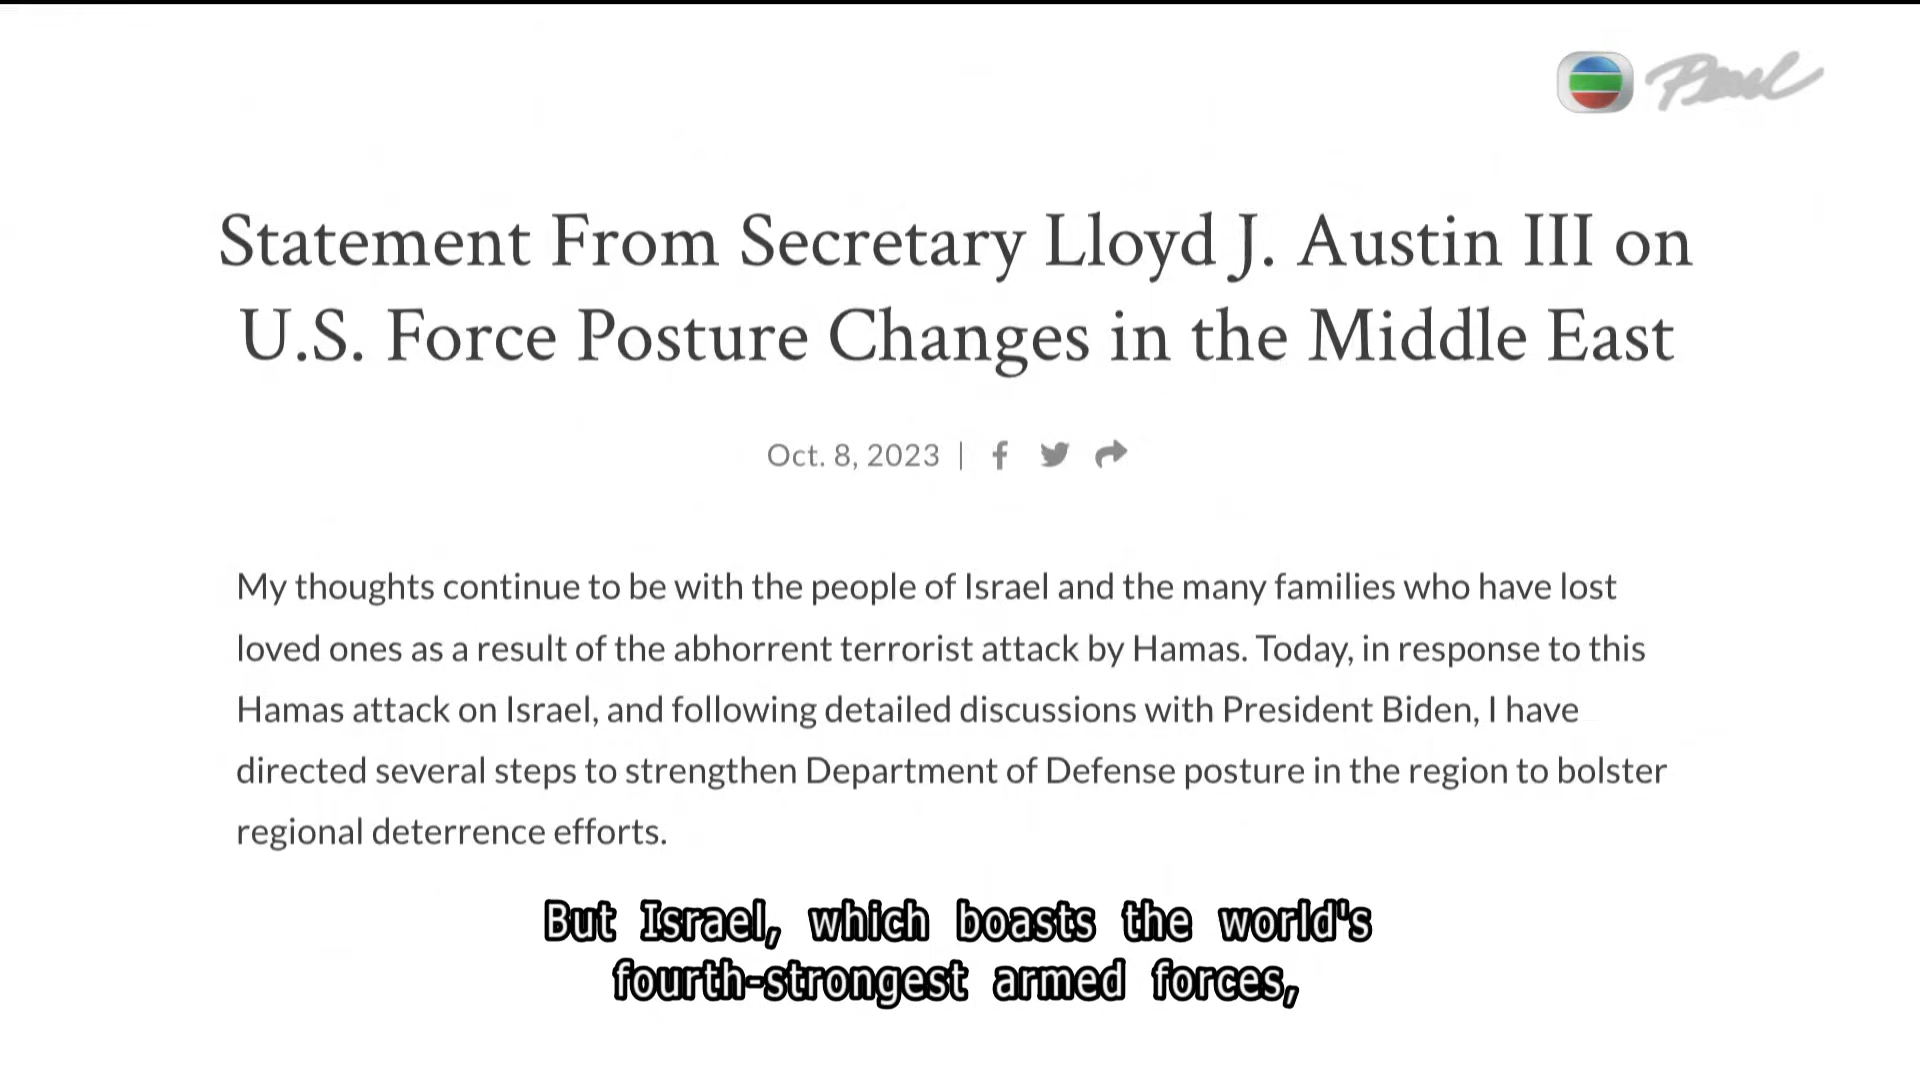 Pearl
Statement From Secretary Lloyd J. Austin III on
U.S. Force Posture Changes in the Middle East
Oct. 8, 2023 |
My thoughts continue to be with the people of Israel and the many families who have lost
loved ones as a result of the abhorrent terrorist attack by Hamas. Today, in response to this
Hamas attack on Israel, and following detailed discussions with President Biden, I have
directed several steps to strengthen Department of Defense posture in the region to bolster
regional deterrence efforts.
But Israel, which boasts the world's
fourth-strongest armed forces,